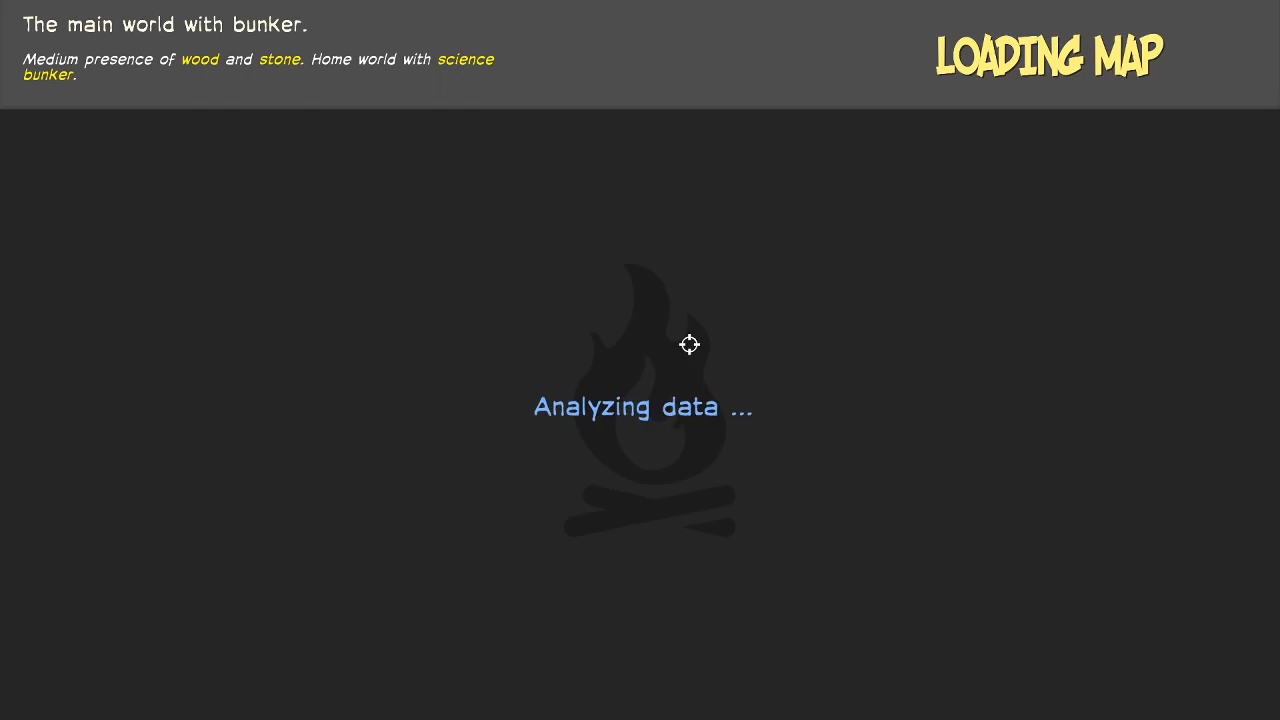 The main world with bunker.
LOADING MAP
Medium presence of wood and stone. Home world with science
bunker.
Analyzing data ...